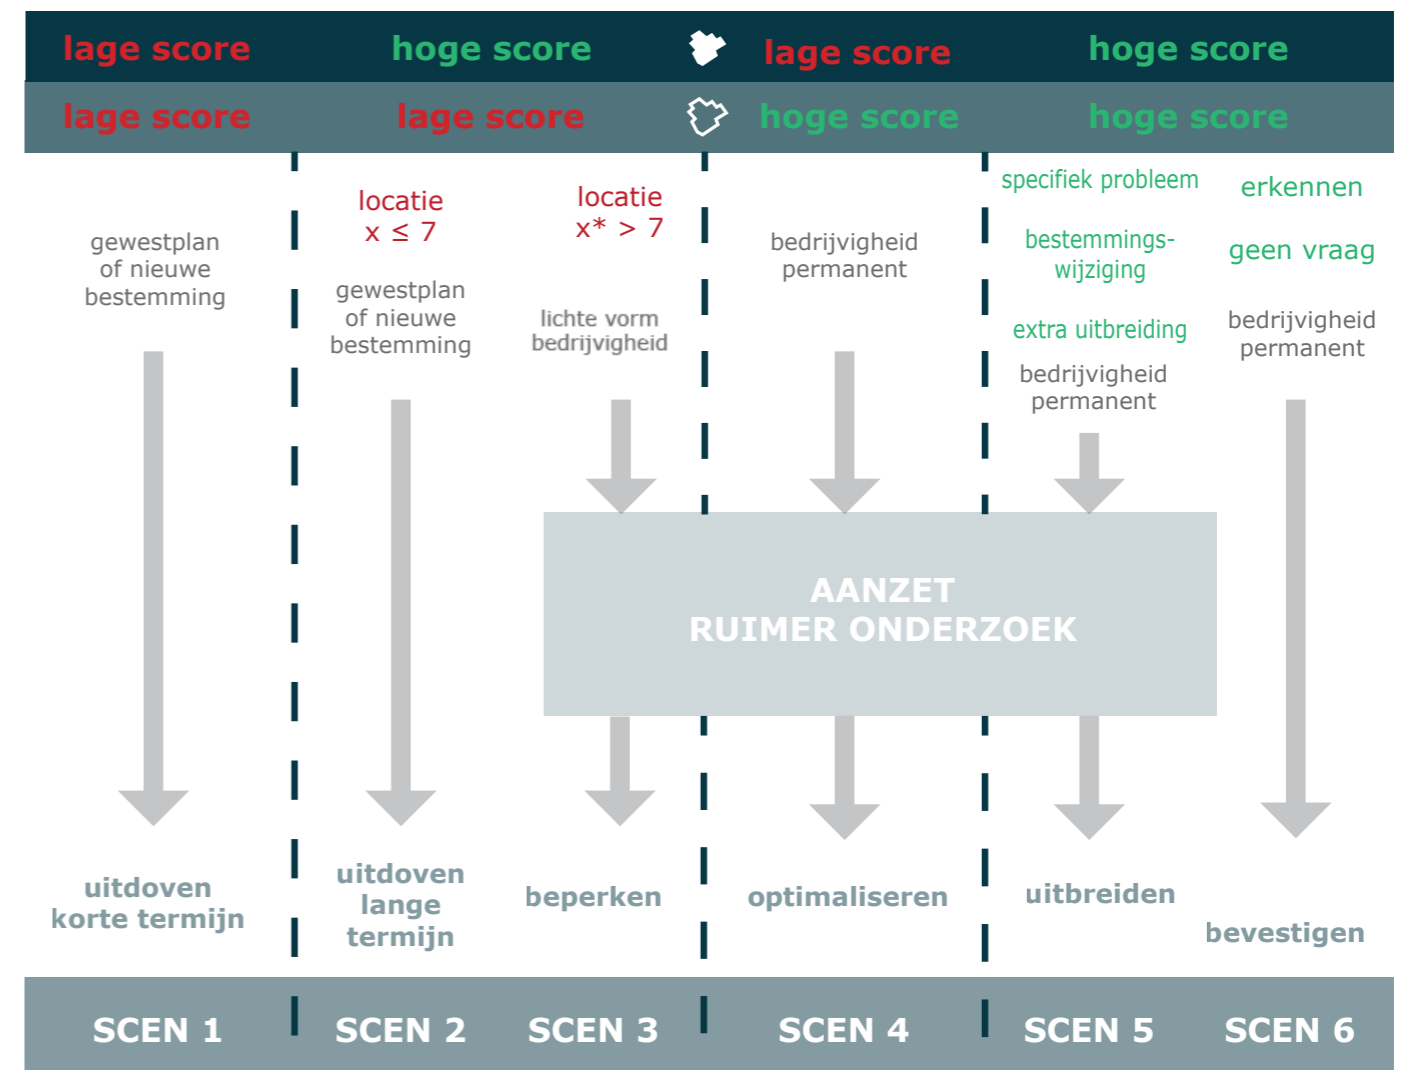 lage score
hoge score
lage score
hoge score
lage score
lage score
hoge score
hoge score
gewestplan
of nieuwe
bestemming
locatie
x ≤ 7
gewestplan
of nieuwe
bestemming
locatie
x* > 7
lichte vorm
bedrijvigheid
bedrijvigheid
permanent
specifiek probleem
bestemmings-
wijziging
extra uitbreiding
bedrijvigheid
permanent
erkennen
geen vraag
bedrijvigheid
permanent
AANZET
RUIMER ONDERZOEK
uitdoven
korte termijn
uitdoven
lange
termijn
beperken
optimaliseren
uitbreiden
bevestigen
SCEN 1
SCEN 2
SCEN 3
SCEN 4
SCEN 5
SCEN 6